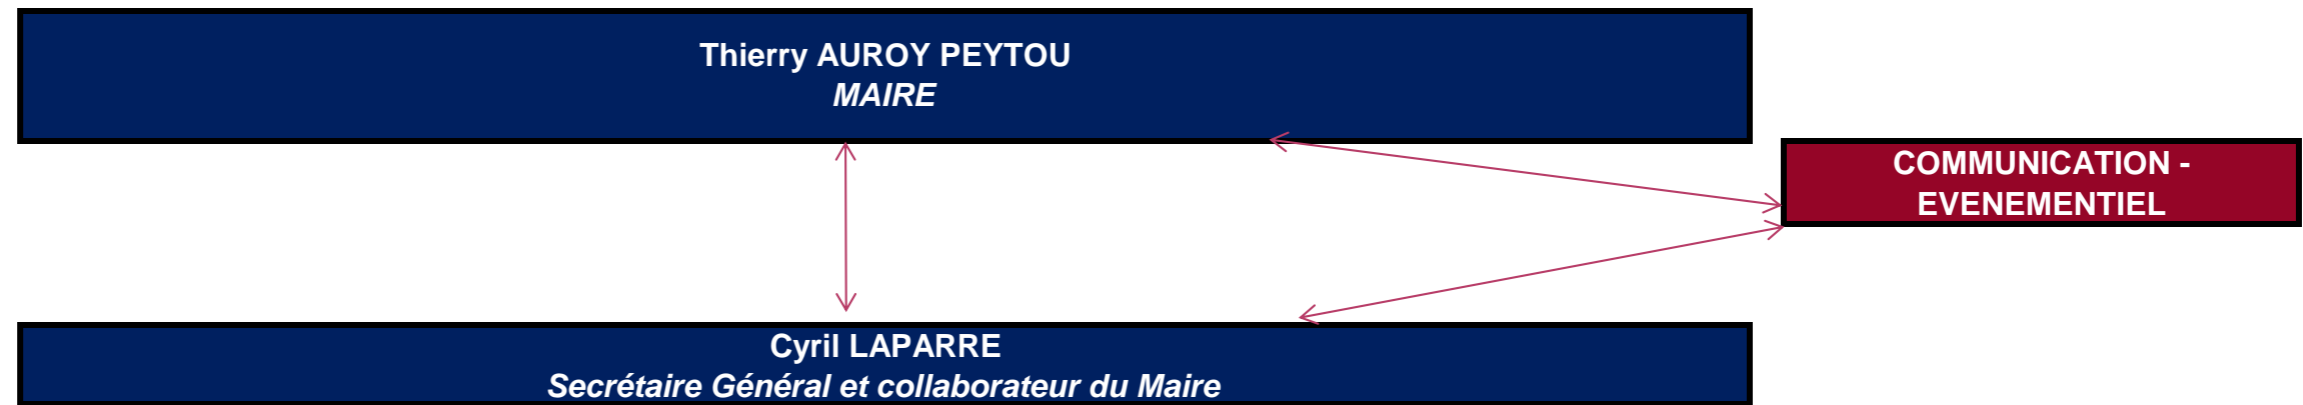 Thierry AUROY PEYTOU
MAIRE
COMMUNICATION -
EVENEMENTIEL
Cyril LAPARRE
Secrétaire Général et collaborateur du Maire